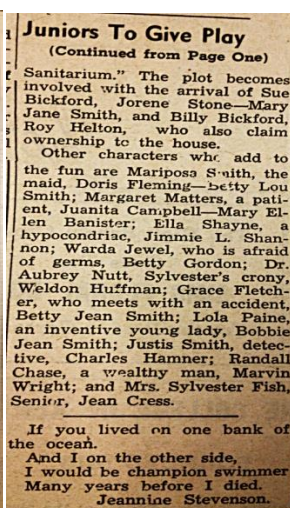 Juniors To Give Play
(Continued from Page One)
Sanitarium." The plot becomes
involved with the arrival of Sue
Bickford, Jorene Stone—Mary
Jane Smith, and Billy Bickford,
Roy Helton, who also claim
ownership to the house.
Other characters who add to
the fun are Mariposa Smith, the
maid, Doris Fleming—Betty Lou
Smith; Margaret Matters, a pati-
ent, Juanita Campbell—Mary El-
len Banister; Ella Shayne, a
hypocondriac, Jimmie L. Shan-
non; Warda Jewel, who is afraid
of germs, Betty Gordon; Dr.
Aubrey Nutt, Sylvester's crony,
Weldon Huffman; Grace Fletch-
er, who meets with an accident,
Betty Jean Smith; Lola Paine,
an inventive young lady, Bobbie
Jean Smith; Justis Smith, detec-
tive, Charles Hamner; Randall
Chase, a wealthy man, Marvin
Wright; and Mrs. Sylvester Fish,
Senior, Jean Cress.
If you lived on one bank of
the ocean.
And I on the other side,
I would be champion swimmer
Many years before I died.
Jeannine Stevenson.